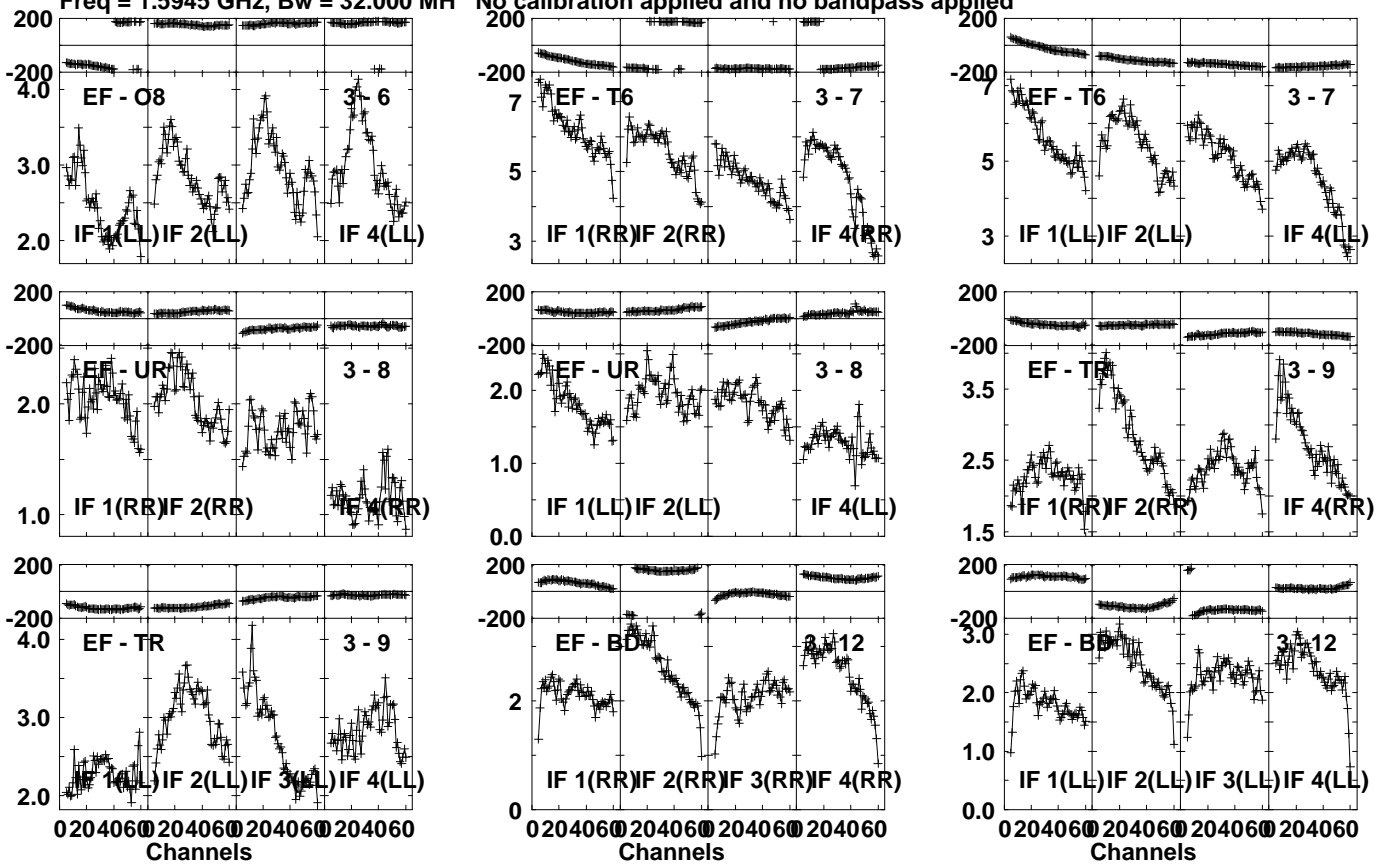 Freq = 1.5945 GHz, Bw = 32.000 MH No calibration applied and no bandpass applied
200
-200
4.0
3.0
2.0
EF - O8 3 - 6
IF 1(LL) IF 2(LL) IF 4(LL)
200
-200
7
5
3
EF - T6 3 - 7
IF 1(RR) IF 2(RR) IF 4(RR)
200
-200
7
5
3
EF - T6 3 - 7
IF 1(LL) IF 2(LL) IF 4(LL)
200
-200
2.0
1.0
EF - UR 3 - 8
IF 1(RR) IF 2(RR) IF 4(RR)
200
-200
2.0
1.0
0.0
EF - UR 3 - 8
IF 1(LL) IF 2(LL) IF 4(LL)
200
-200
3.5
2.5
1.5
EF - TR 3 - 9
IF 1(RR) IF 2(RR) IF 4(RR)
200
-200
4.0
3.0
2.0
EF - TR 3 - 9
IF 1(LL) IF 2(LL) IF 3(LL) IF 4(LL)
0 20 40 60 0 20 40 60 0 20 40 60 0 20 40 60
Channels
200
-200
2
0
EF - BD 3 - 12
IF 1(RR) IF 2(RR) IF 3(RR) IF 4(RR)
0 20 40 60 0 20 40 60 0 20 40 60 0 20 40 60
Channels
200
-200
3.0
2.0
1.0
0.0
EF - BD 3 - 12
IF 1(LL) IF 2(LL) IF 3(LL) IF 4(LL)
0 20 40 60 0 20 40 60 0 20 40 60 0 20 40 60
Channels